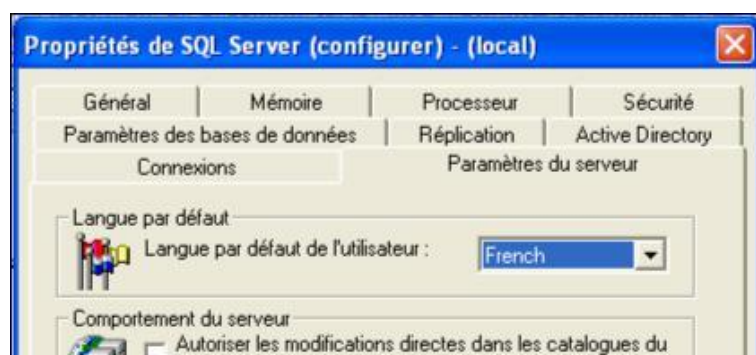 Propriétés de SQL Server (configurer) - (local)
Général Mémoire Processeur Sécurité
Paramètres des bases de données Réplication Active Directory
Connexions Paramètres du serveur
Langue par défaut
Langue par défaut de l'utilisateur : French
Comportement du serveur
Autoriser les modifications directes dans les catalogues du